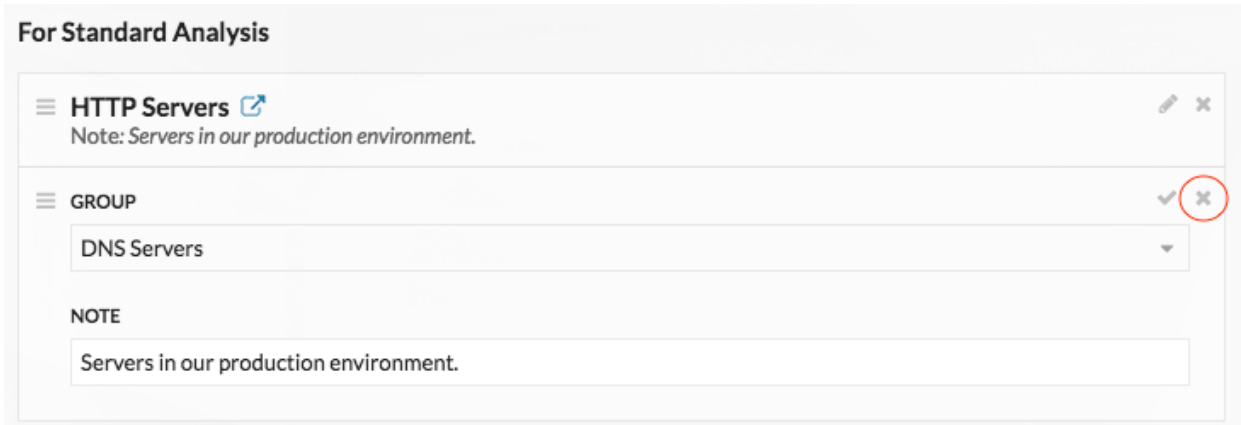 For Standard Analysis
HTTP Servers
Note: Servers in our production environment.
GROUP
DNS Servers
NOTE
Servers in our production environment.